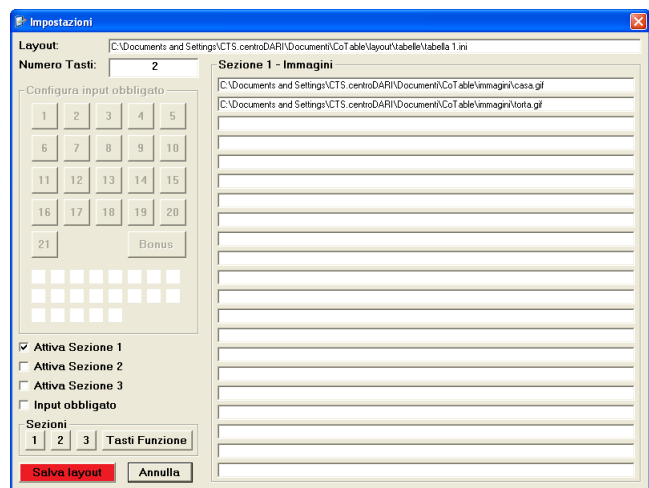 Impostazioni
Layout: C:\Documents and Settings\CTS.centroDARI\Documenti\CoTable\layout\tabelle\tabella 1.ini
Numero Tasti: 2
Sezione 1 - Immagini
C:\Documents and Settings\CTS.centroDARI\Documenti\CoTable\immagini\casa.gif
C:\Documents and Settings\CTS.centroDARI\Documenti\CoTable\immagini\torta.gif
Configura input obbligato
1 2 3 4 5
6 7 8 9 10
11 12 13 14 15
16 17 18 19 20
21 Bonus
Attiva Sezione 1
Attiva Sezione 2
Attiva Sezione 3
Input obbligato
Sezioni
1 2 3 Tasti Funzione
Salva layout Annulla